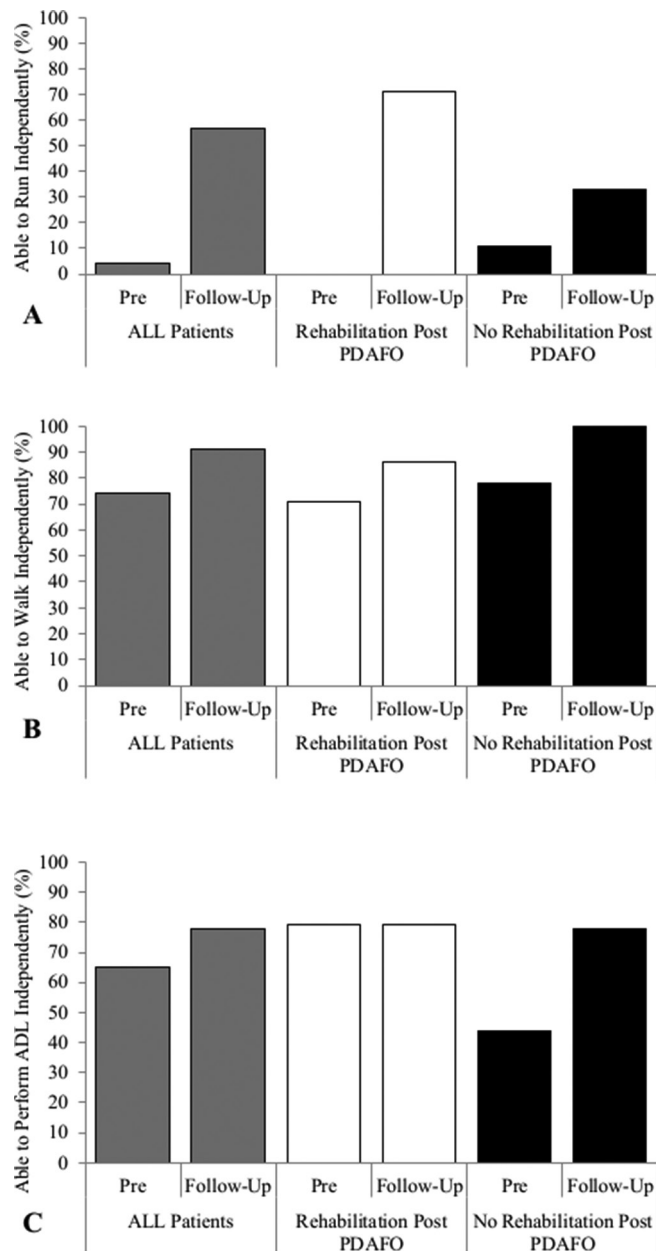 Able to Run Independently (%)
100
90
80
70
60
50
40
30
20
10
0
Pre Follow-Up Pre Follow-Up Pre Follow-Up
ALL Patients Rehabilitation Post No Rehabilitation Post
PDAFO PDAFO
A
Able to Walk Independently (%)
100
90
80
70
60
50
40
30
20
10
0
Pre Follow-Up Pre Follow-Up Pre Follow-Up
ALL Patients Rehabilitation Post No Rehabilitation Post
PDAFO PDAFO
B
Able to Perform ADL Independently (%)
100
90
80
70
60
50
40
30
20
10
0
Pre Follow-Up Pre Follow-Up Pre Follow-Up
ALL Patients Rehabilitation Post No Rehabilitation Post
PDAFO PDAFO
C